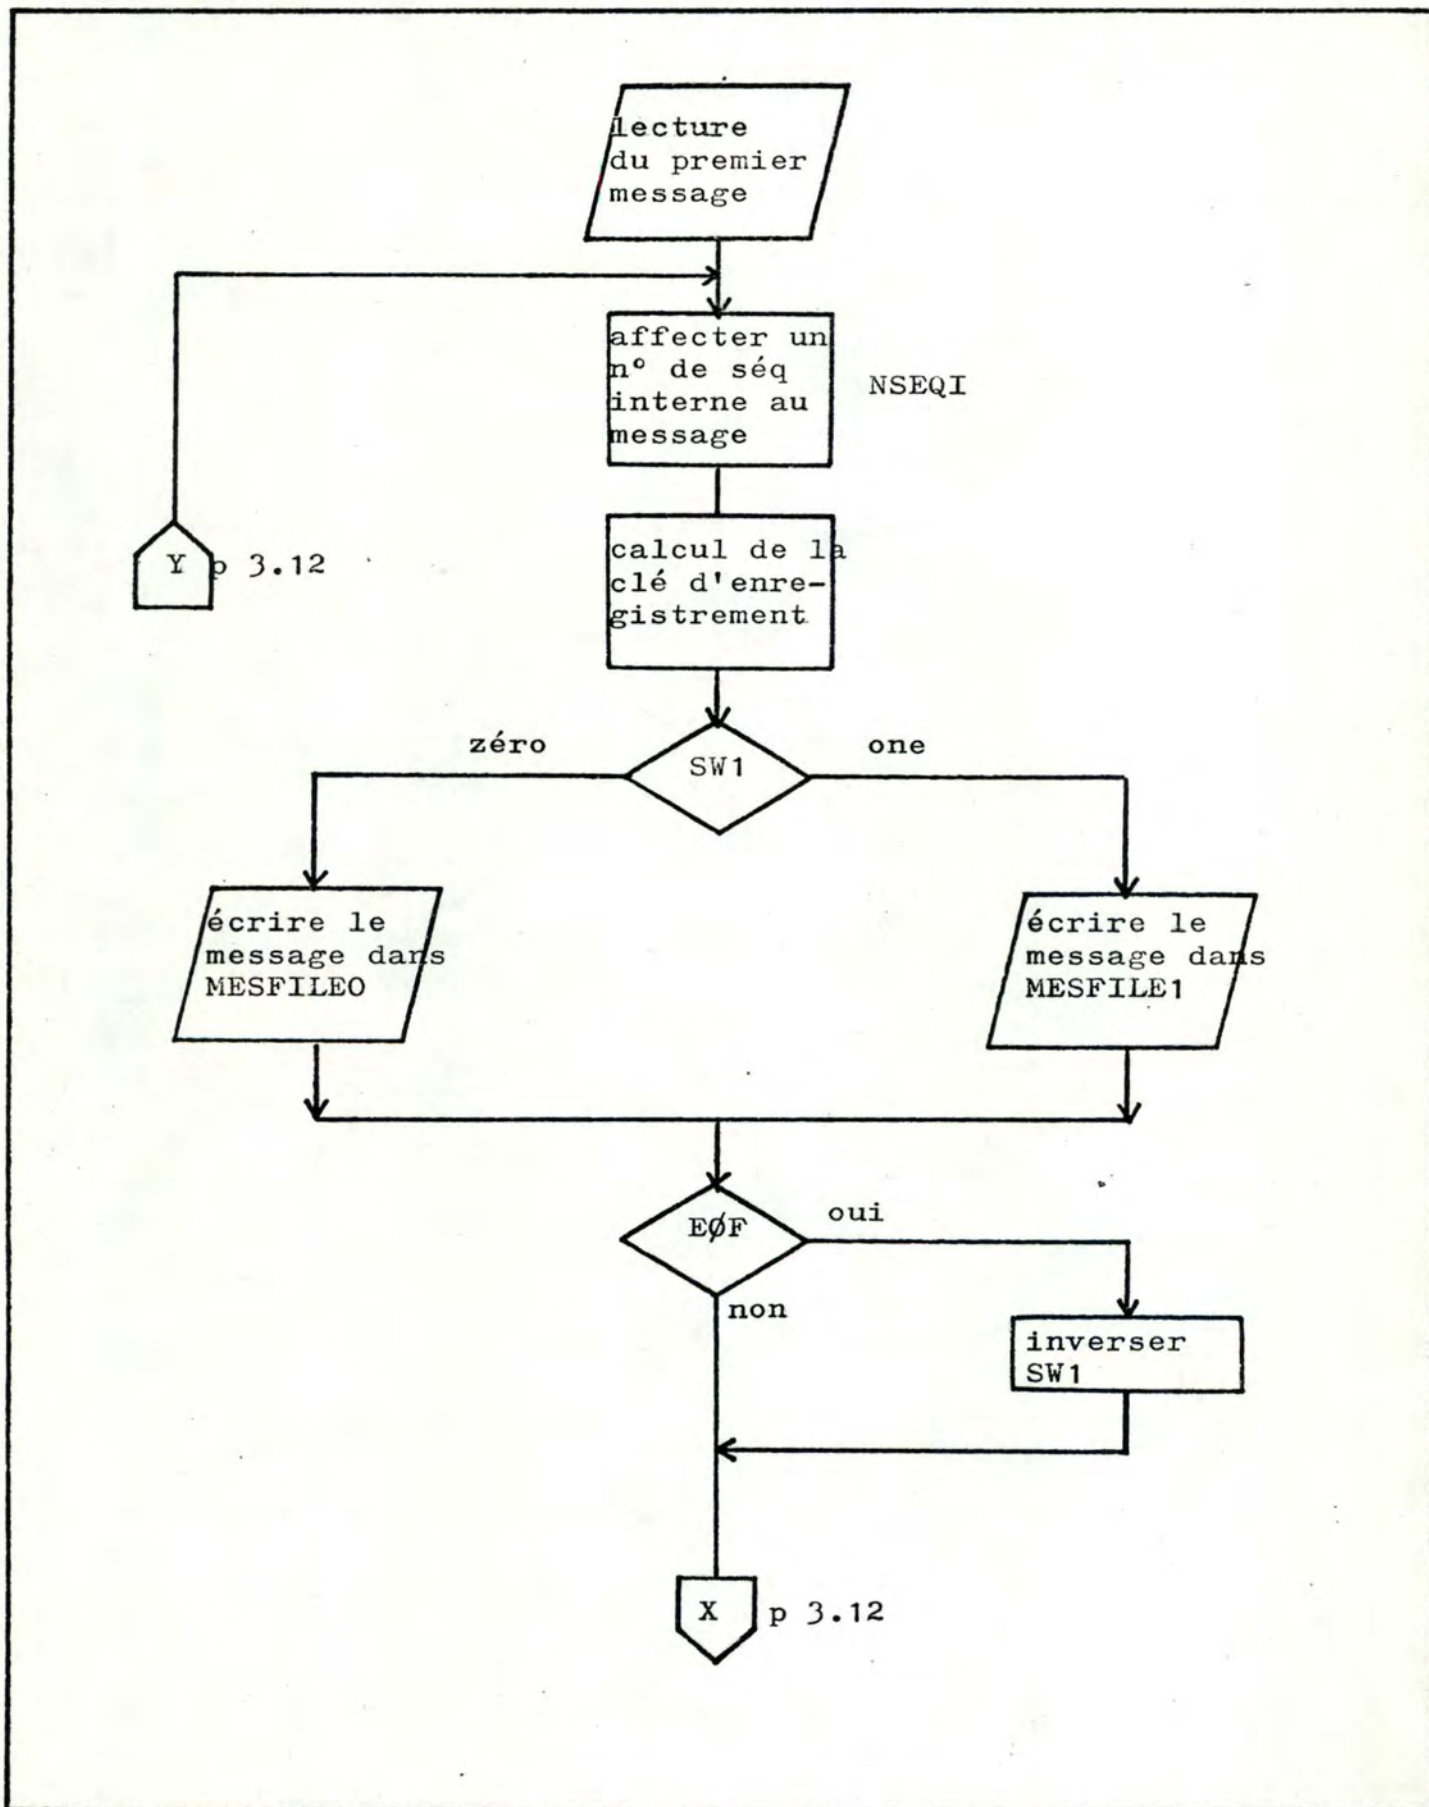 lecture
du premier
message
affecter un
n° de séq
interne au
message
NSEQI
Y p 3.12
calcul de la
clé d'enre-
gistrement
zéro
SW1
one
écrire le
message dans
MESFILEO
écrire le
message dans
MESFILE1
EØF
oui
non
inverser
SW1
X p 3.12